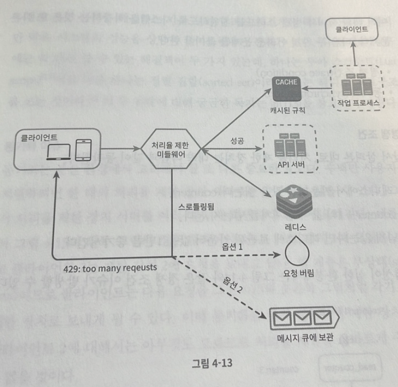 클라이언트
CACHE
캐시된 규칙
작업 프로세스
클라이언트
처리율 제한
미들웨어
성공
API 서버
스로틀링됨
레디스
옵션 1
429: too many reqeusts
요청 버림
옵션 2
메시지 큐에 보관
그림 4-13